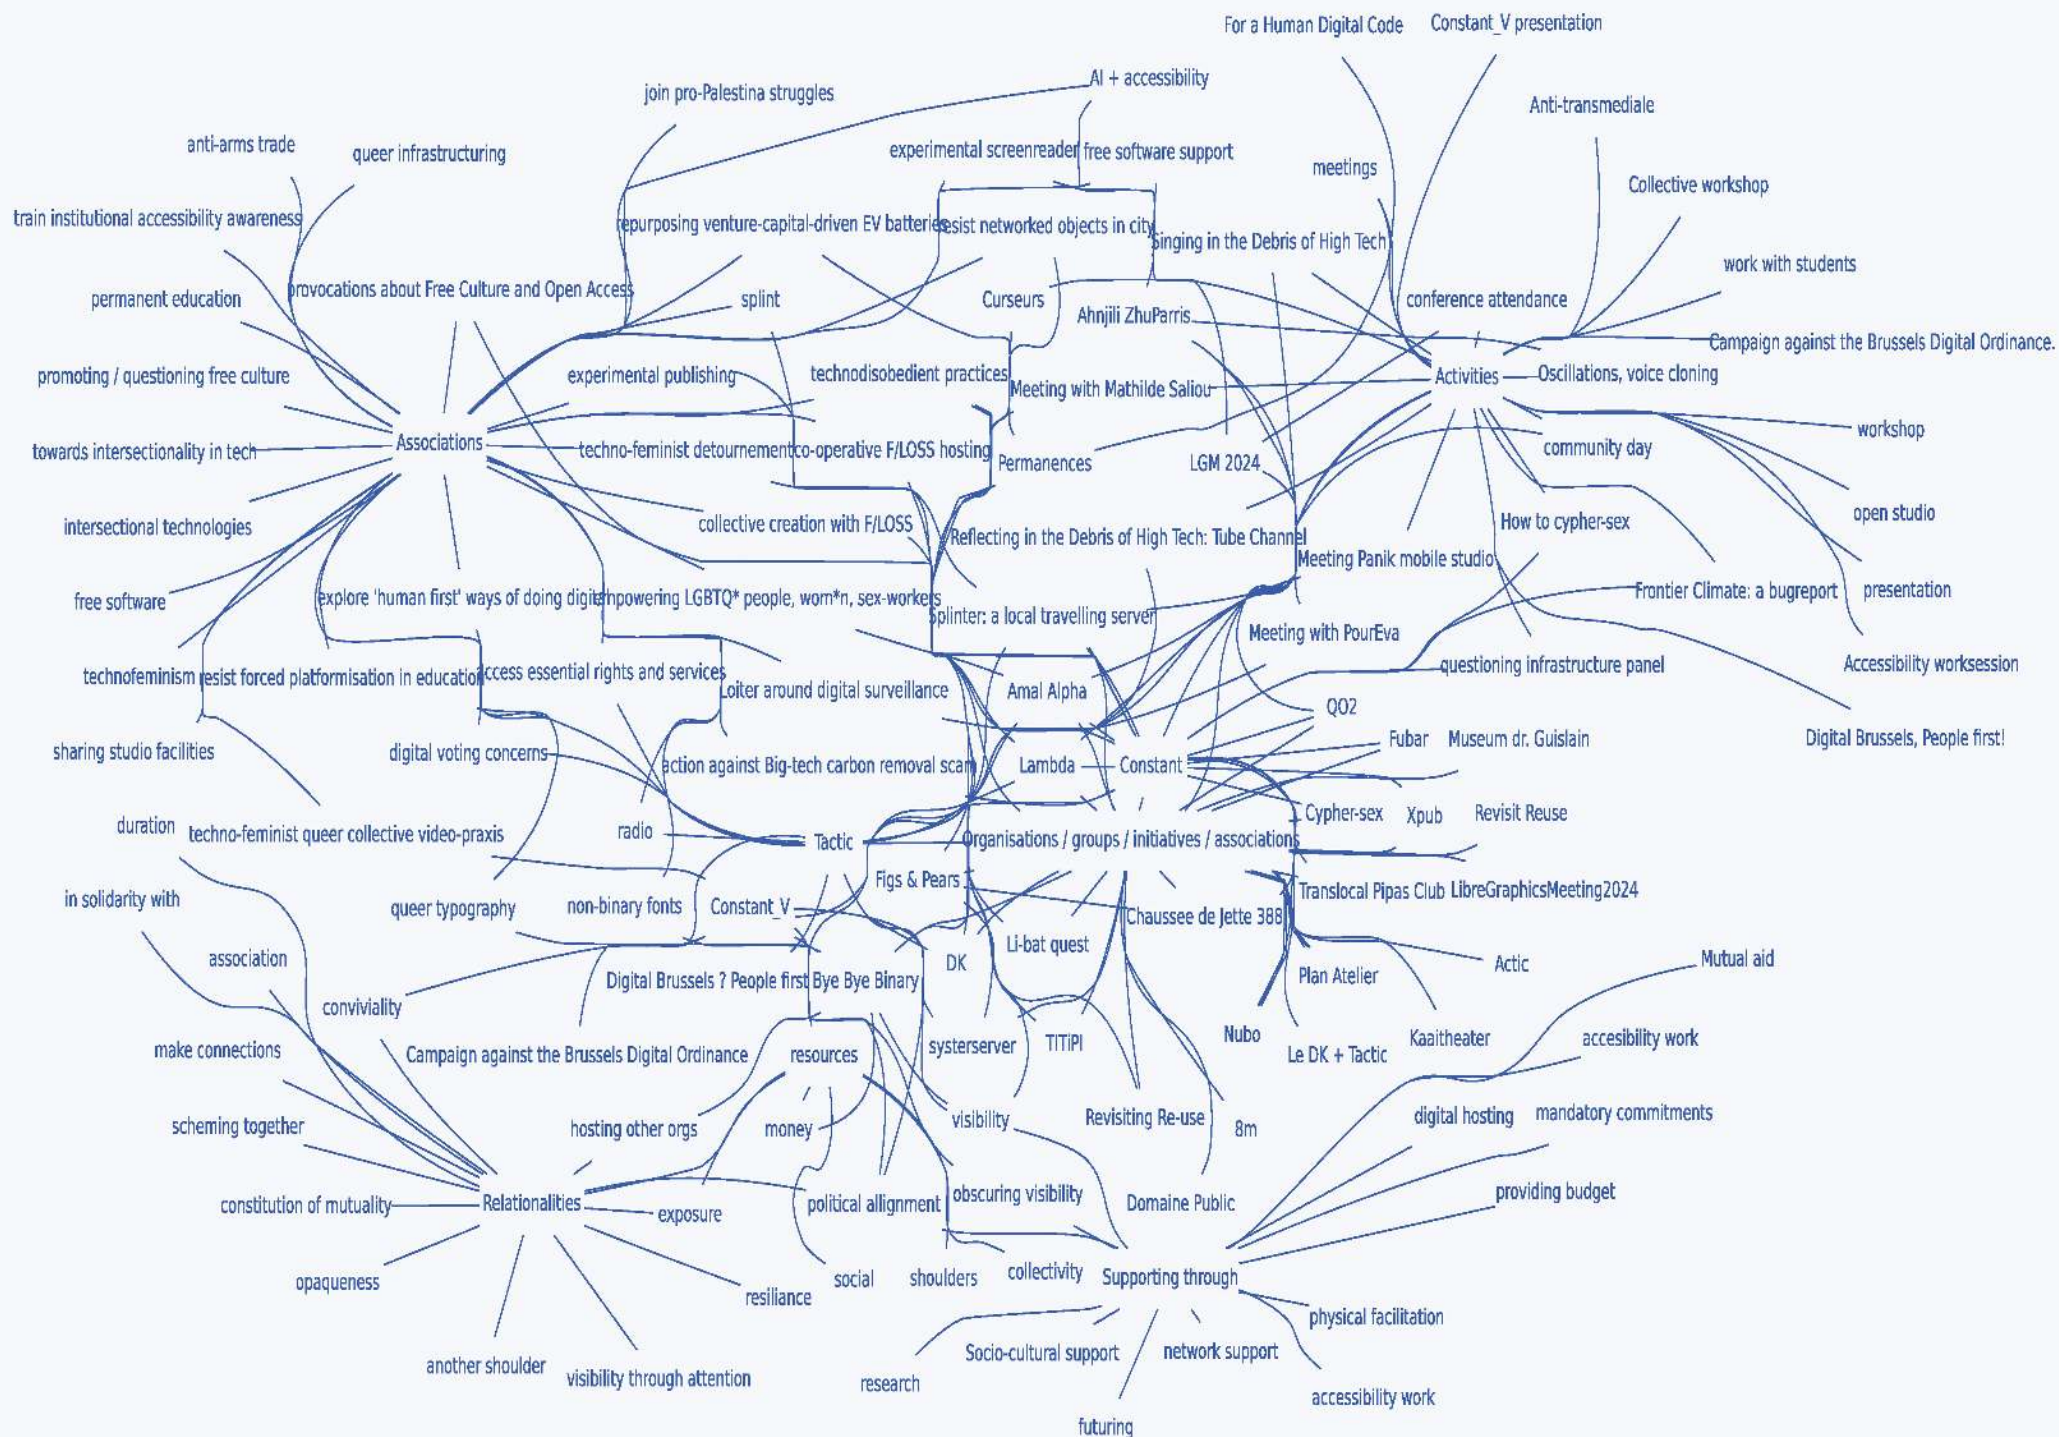 For a Human Digital Code
Constant_V presentation
AI + accessibility
join pro-Palestina struggles
Anti-transmediale
anti-arms trade
queer infrastructuring
experimental screenreader
free software support
meetings
Collective workshop
train institutional accessibility awareness
repurposing venture-capital-driven EV batteries
resist networked objects in city
Singing in the Debris of High Tech
work with students
permanent education
provocations about Free Culture and Open Access
splint
Curseurs
Ahnjili ZhuParris
conference attendance
Campaign against the Brussels Digital Ordinance.
promoting / questioning free culture
experimental publishing
technodisobedient practices
Meeting with Mathilde Saliou
Activities
Oscillations, voice cloning
towards intersectionality in tech
Associations
techno-feminist detournement
co-operative F/LOSS hosting
Permanences
LGM 2024
community day
workshop
intersectional technologies
collective creation with F/LOSS
Reflecting in the Debris of High Tech: Tube Channel
How to cypher-sex
open studio
Meeting Panik mobile studio
free software
explore 'human first' ways of doing digital
empowering LGBTQ* people, wom*n, sex-workers
Splinter: a local travelling server
Frontier Climate: a bugreport
presentation
Meeting with PourEva
technofeminism
resist forced platformisation in education
access essential rights and services
Loiter around digital surveillance
Amal Alpha
questioning infrastructure panel
Accessibility worksession
QO2
sharing studio facilities
digital voting concerns
action against Big-tech carbon removal scam
Lambda
Constant
Fubar
Museum dr. Guislain
Digital Brussels, People first!
duration
techno-feminist queer collective video-praxis
radio
Tactic
Organisations / groups / initiatives / associations
Cypher-sex
Xpub
Revisit Reuse
in solidarity with
queer typography
non-binary fonts
Constant_V
Figs & Pears
Chaussee de Jette 388
Translocal Pipas Club
LibreGraphicsMeeting2024
association
Li-bat quest
DK
Plan Atelier
Actic
Mutual aid
conviviality
Digital Brussels ? People first
Bye Bye Binary
make connections
Campaign against the Brussels Digital Ordinance
resources
systerserver
TITiPI
Nubo
Le DK + Tactic
Kaaitheater
accesibility work
scheming together
hosting other orgs
money
visibility
Revisiting Re-use
8m
digital hosting
mandatory commitments
constitution of mutuality
Relationalities
exposure
political allignment
obscuring visibility
Domaine Public
providing budget
opaqueness
resiliance
social
shoulders
collectivity
Supporting through
physical facilitation
another shoulder
visibility through attention
research
Socio-cultural support
network support
accessibility work
futuring